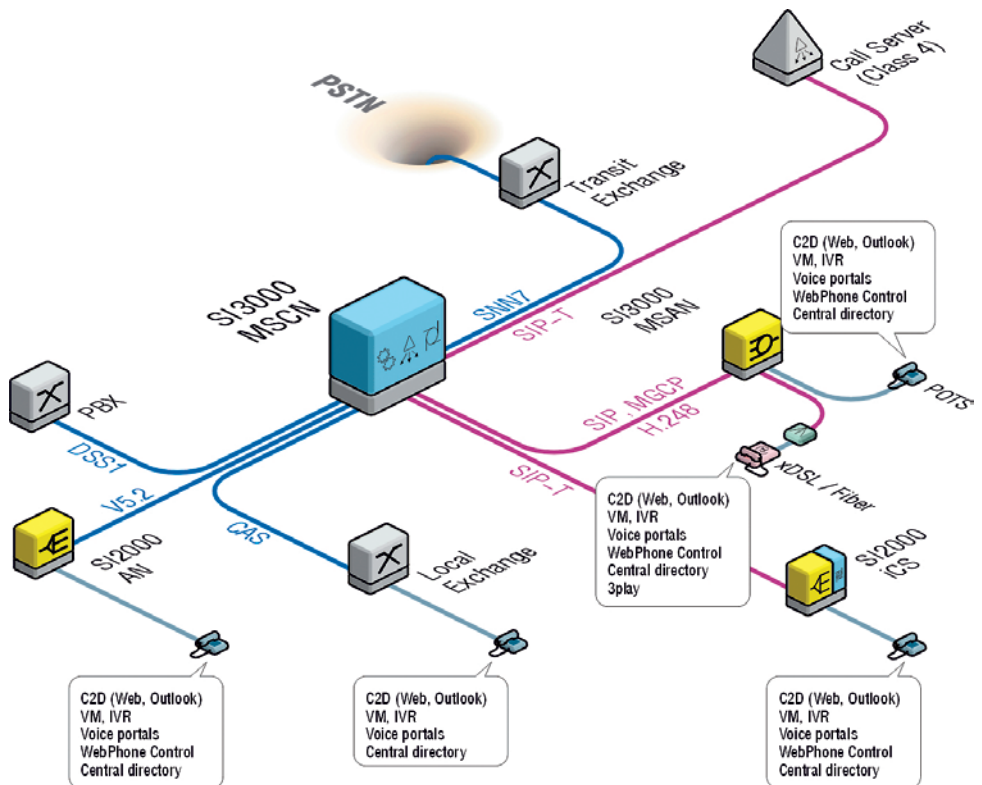 Call Server
(Class 4)
PSTN
Transit
Exchange
SI3000
MSCN
SNN7
SIP-T
SI3000
MSAN
C2D (Web, Outlook)
VM, IVR
Voice portals
WebPhone Control
Central directory
POTS
PBX
DSS1
SIP, MGCP
H.248
xDSL / Fiber
V5.2
CAS
SIP-T
C2D (Web, Outlook)
VM, IVR
Voice portals
WebPhone Control
Central directory
3play
SI2000
AN
Local
Exchange
SI2000
iCS
C2D (Web, Outlook)
VM, IVR
Voice portals
WebPhone Control
Central directory
C2D (Web, Outlook)
VM, IVR
Voice portals
Central directory
C2D (Web, Outlook)
VM, IVR
Voice portals
WebPhone Control
Central directory